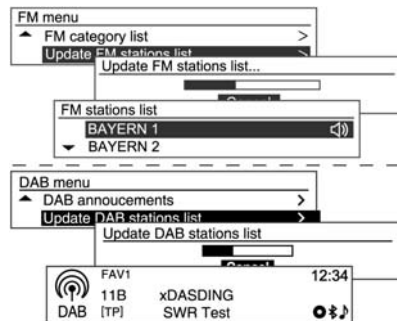 FM menu
FM category list >
Update FM stations list >
Update FM stations list...
Cancel
FM stations list
BAYERN 1
BAYERN 2
DAB menu
DAB annoucements >
Update DAB stations list >
Update DAB stations list
Cancel
FAV1 12:34
11B xDASDING
DAB [TP] SWR Test